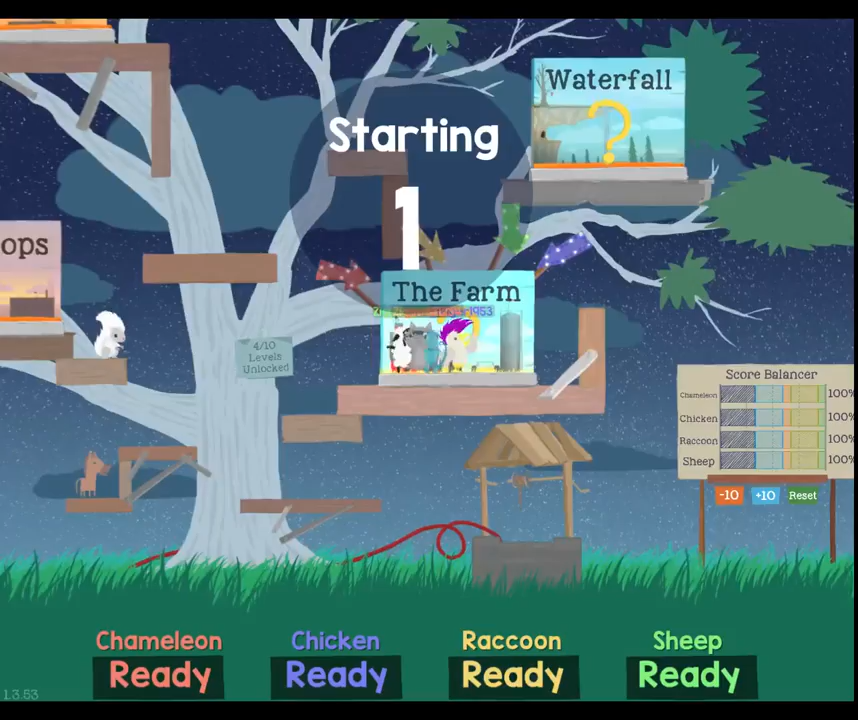 Waterfall
?
Starting
1
ops
The Farm
4/10
Levels
Unlocked
Score Balancer
Chameleon 100%
Chicken 100%
Raccoon 100%
Sheep 100%
-10 +10 Reset
Chameleon Chicken Raccoon Sheep
Ready Ready Ready Ready
1.3.53